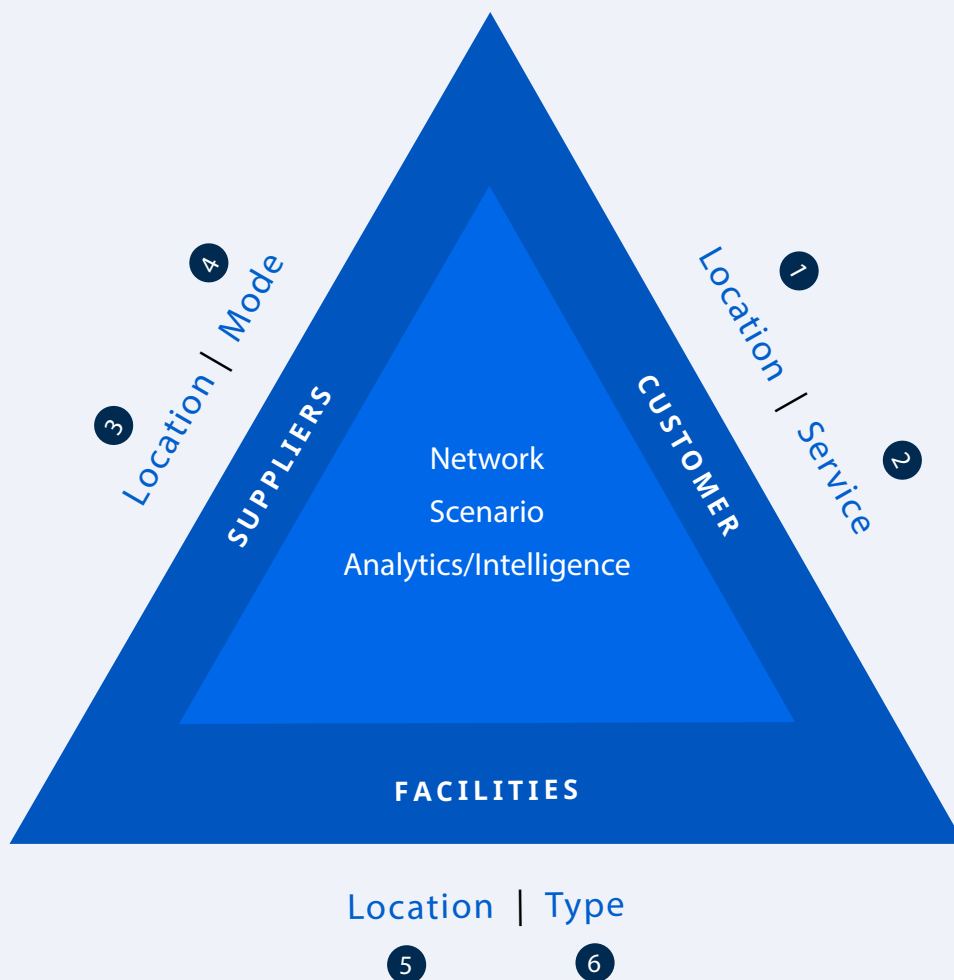 4
Location | Mode
3
SUPPLIERS
1
Location | Service
2
CUSTOMER
Network
Scenario
Analytics/Intelligence
FACILITIES
Location | Type
5
6